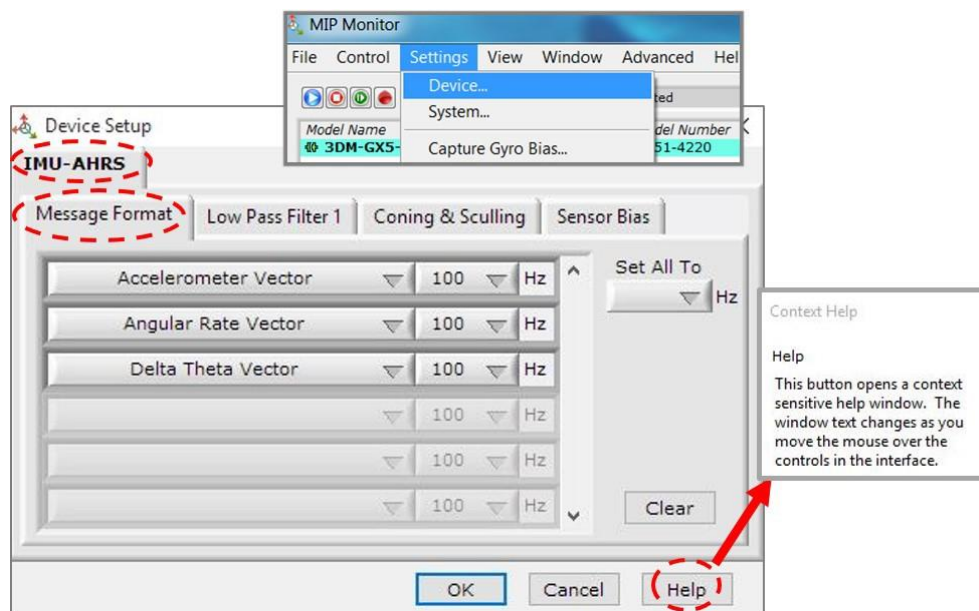 MIP Monitor
File Control Settings View Window Advanced Hel
Device...
ted
System...
Model Name del Number
3DM-GX5- 51-4220
Capture Gyro Bias...
Device Setup
IMU-AHRS
Message Format Low Pass Filter 1 Coning & Sculling Sensor Bias
Set All To
Hz
Accelerometer Vector 100 Hz
Angular Rate Vector 100 Hz
Delta Theta Vector 100 Hz
100 Hz
100 Hz
100 Hz
Clear
OK Cancel Help
Context Help
Help
This button opens a context
sensitive help window. The
window text changes as you
move the mouse over the
controls in the interface.